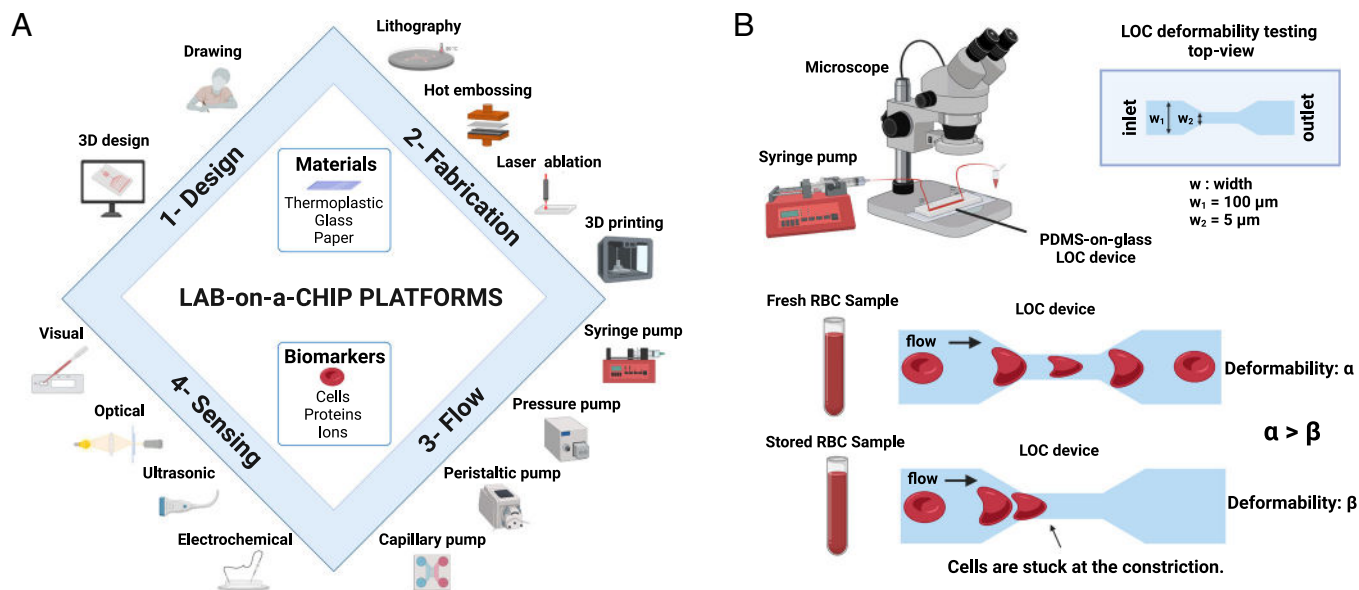 A
Lithography
Drawing
Hot embossing
3D design
Laser ablation
3D printing
1- Design
2- Fabrication
Materials
Thermoplastic
Glass
Paper
LAB-on-a-CHIP PLATFORMS
Biomarkers
Cells
Proteins
Ions
4- Sensing
3- Flow
Visual
Optical
Ultrasonic
Electrochemical
Syringe pump
Pressure pump
Peristaltic pump
Capillary pump
B
Microscope
Syringe pump
PDMS-on-glass
LOC device
LOC deformability testing
top-view
inlet
w₁
w₂
outlet
w : width
w₁ = 100 µm
w₂ = 5 µm
Fresh RBC Sample
LOC device
flow
Deformability: α
α > β
Stored RBC Sample
LOC device
flow
Deformability: β
Cells are stuck at the constriction.